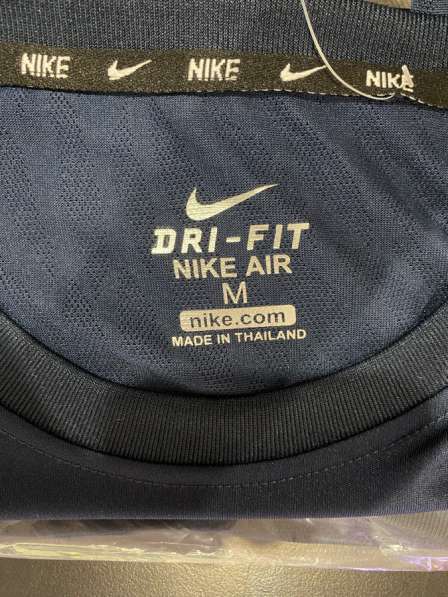 NIKE NIKE NIKE
DRI-FIT
NIKE AIR
M
nike.com
MADE IN THAILAND